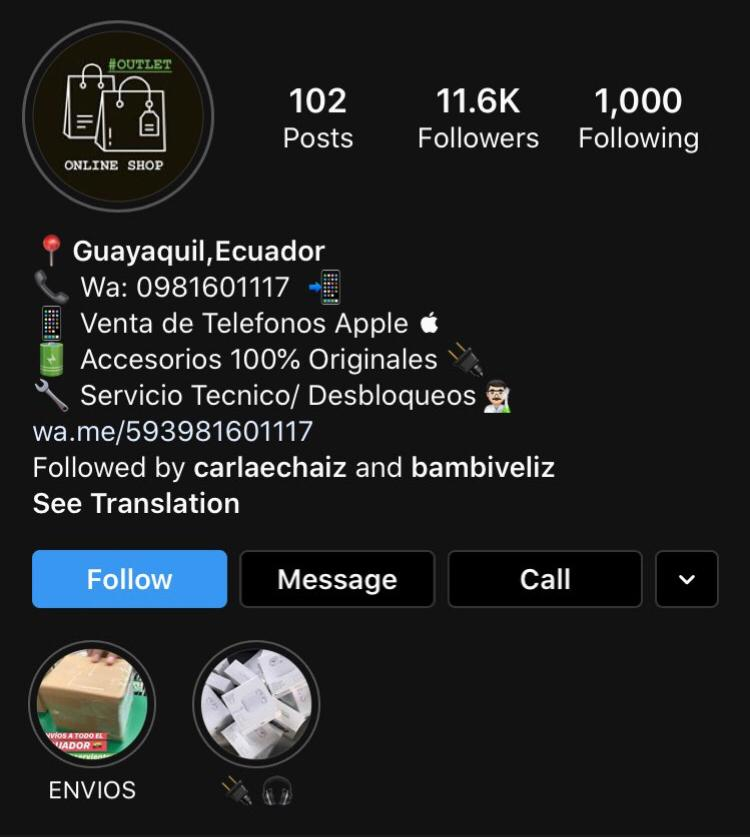 #OUTLET
ONLINE SHOP
102
Posts
11.6K
Followers
1,000
Following
📍 Guayaquil,Ecuador
📞 Wa: 0981601117 📲
📱 Venta de Telefonos Apple 
🔋 Accesorios 100% Originales 🔌
🔧 Servicio Tecnico/ Desbloqueos 👨🏻‍🔬
wa.me/593981601117
Followed by carlaechaiz and bambiveliz
See Translation
Follow
Message
Call
NVÍOS A TODO EL
UADOR
ENVIOS
🔌 🎧